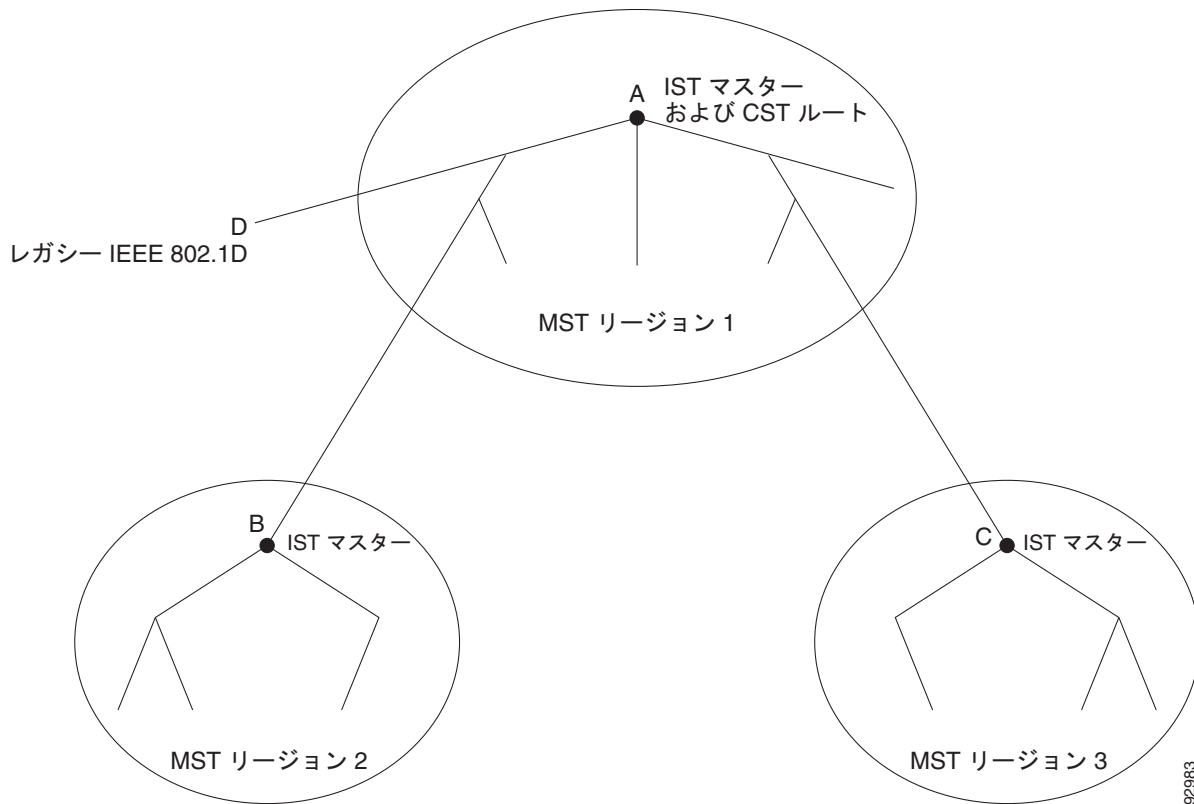 A
IST マスター
および CST ルート
D
レガシー IEEE 802.1D
MST リージョン 1
B
IST マスター
C
IST マスター
MST リージョン 2
MST リージョン 3
92983